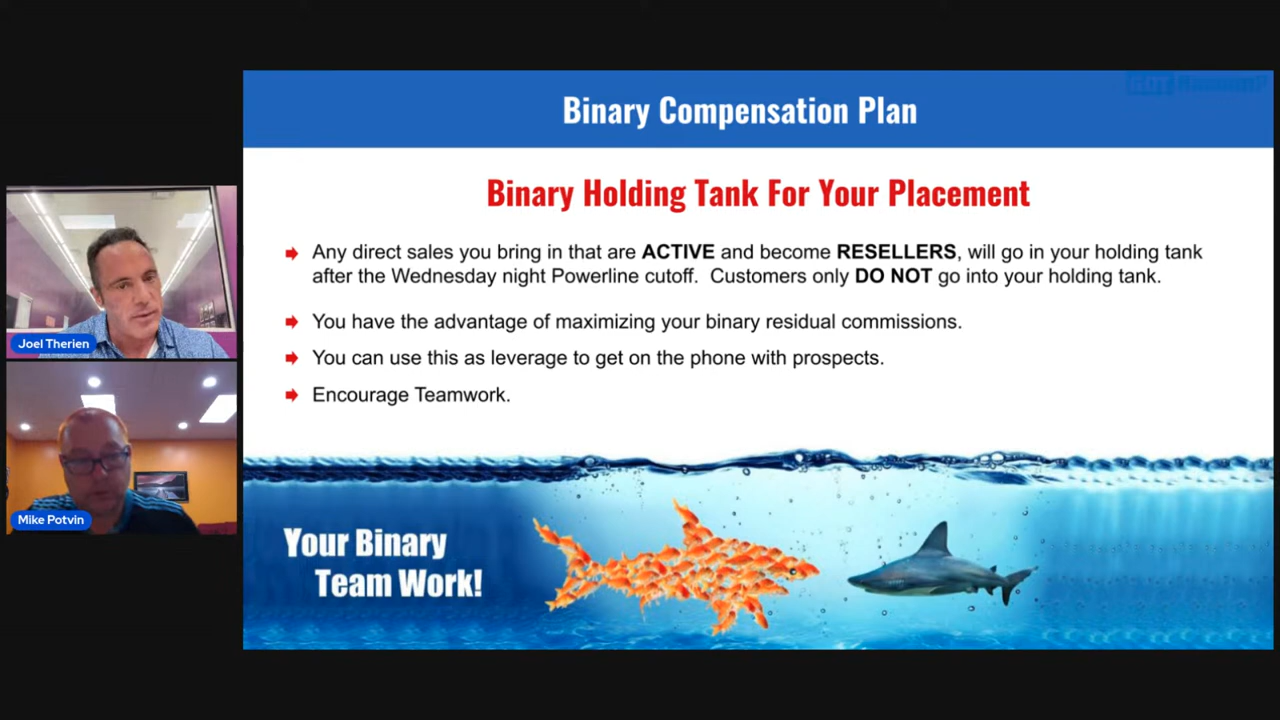 Binary Compensation Plan
Binary Holding Tank For Your Placement
Any direct sales you bring in that are ACTIVE and become RESELLERS, will go in your holding tank
after the Wednesday night Powerline cutoff. Customers only DO NOT go into your holding tank.
You have the advantage of maximizing your binary residual commissions.
You can use this as leverage to get on the phone with prospects.
Encourage Teamwork.
Your Binary
Team Work!
Joel Therien
Mike Potvin